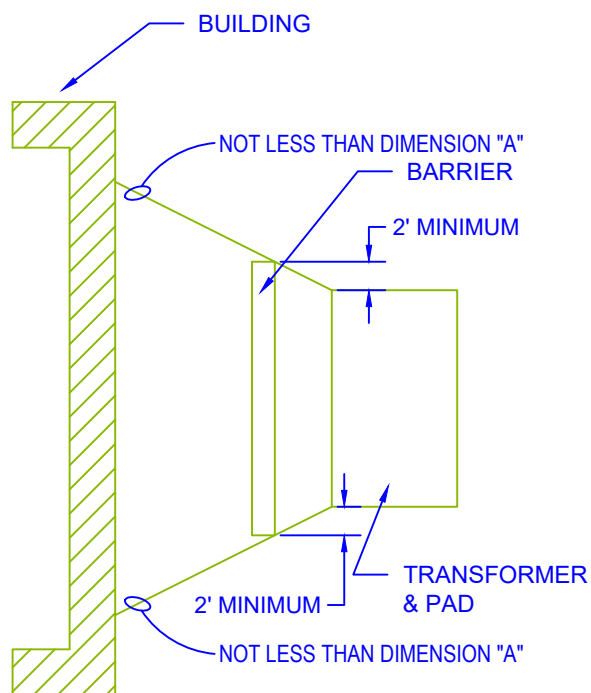 BUILDING
NOT LESS THAN DIMENSION "A"
BARRIER
2' MINIMUM
TRANSFORMER
& PAD
2' MINIMUM
NOT LESS THAN DIMENSION "A"